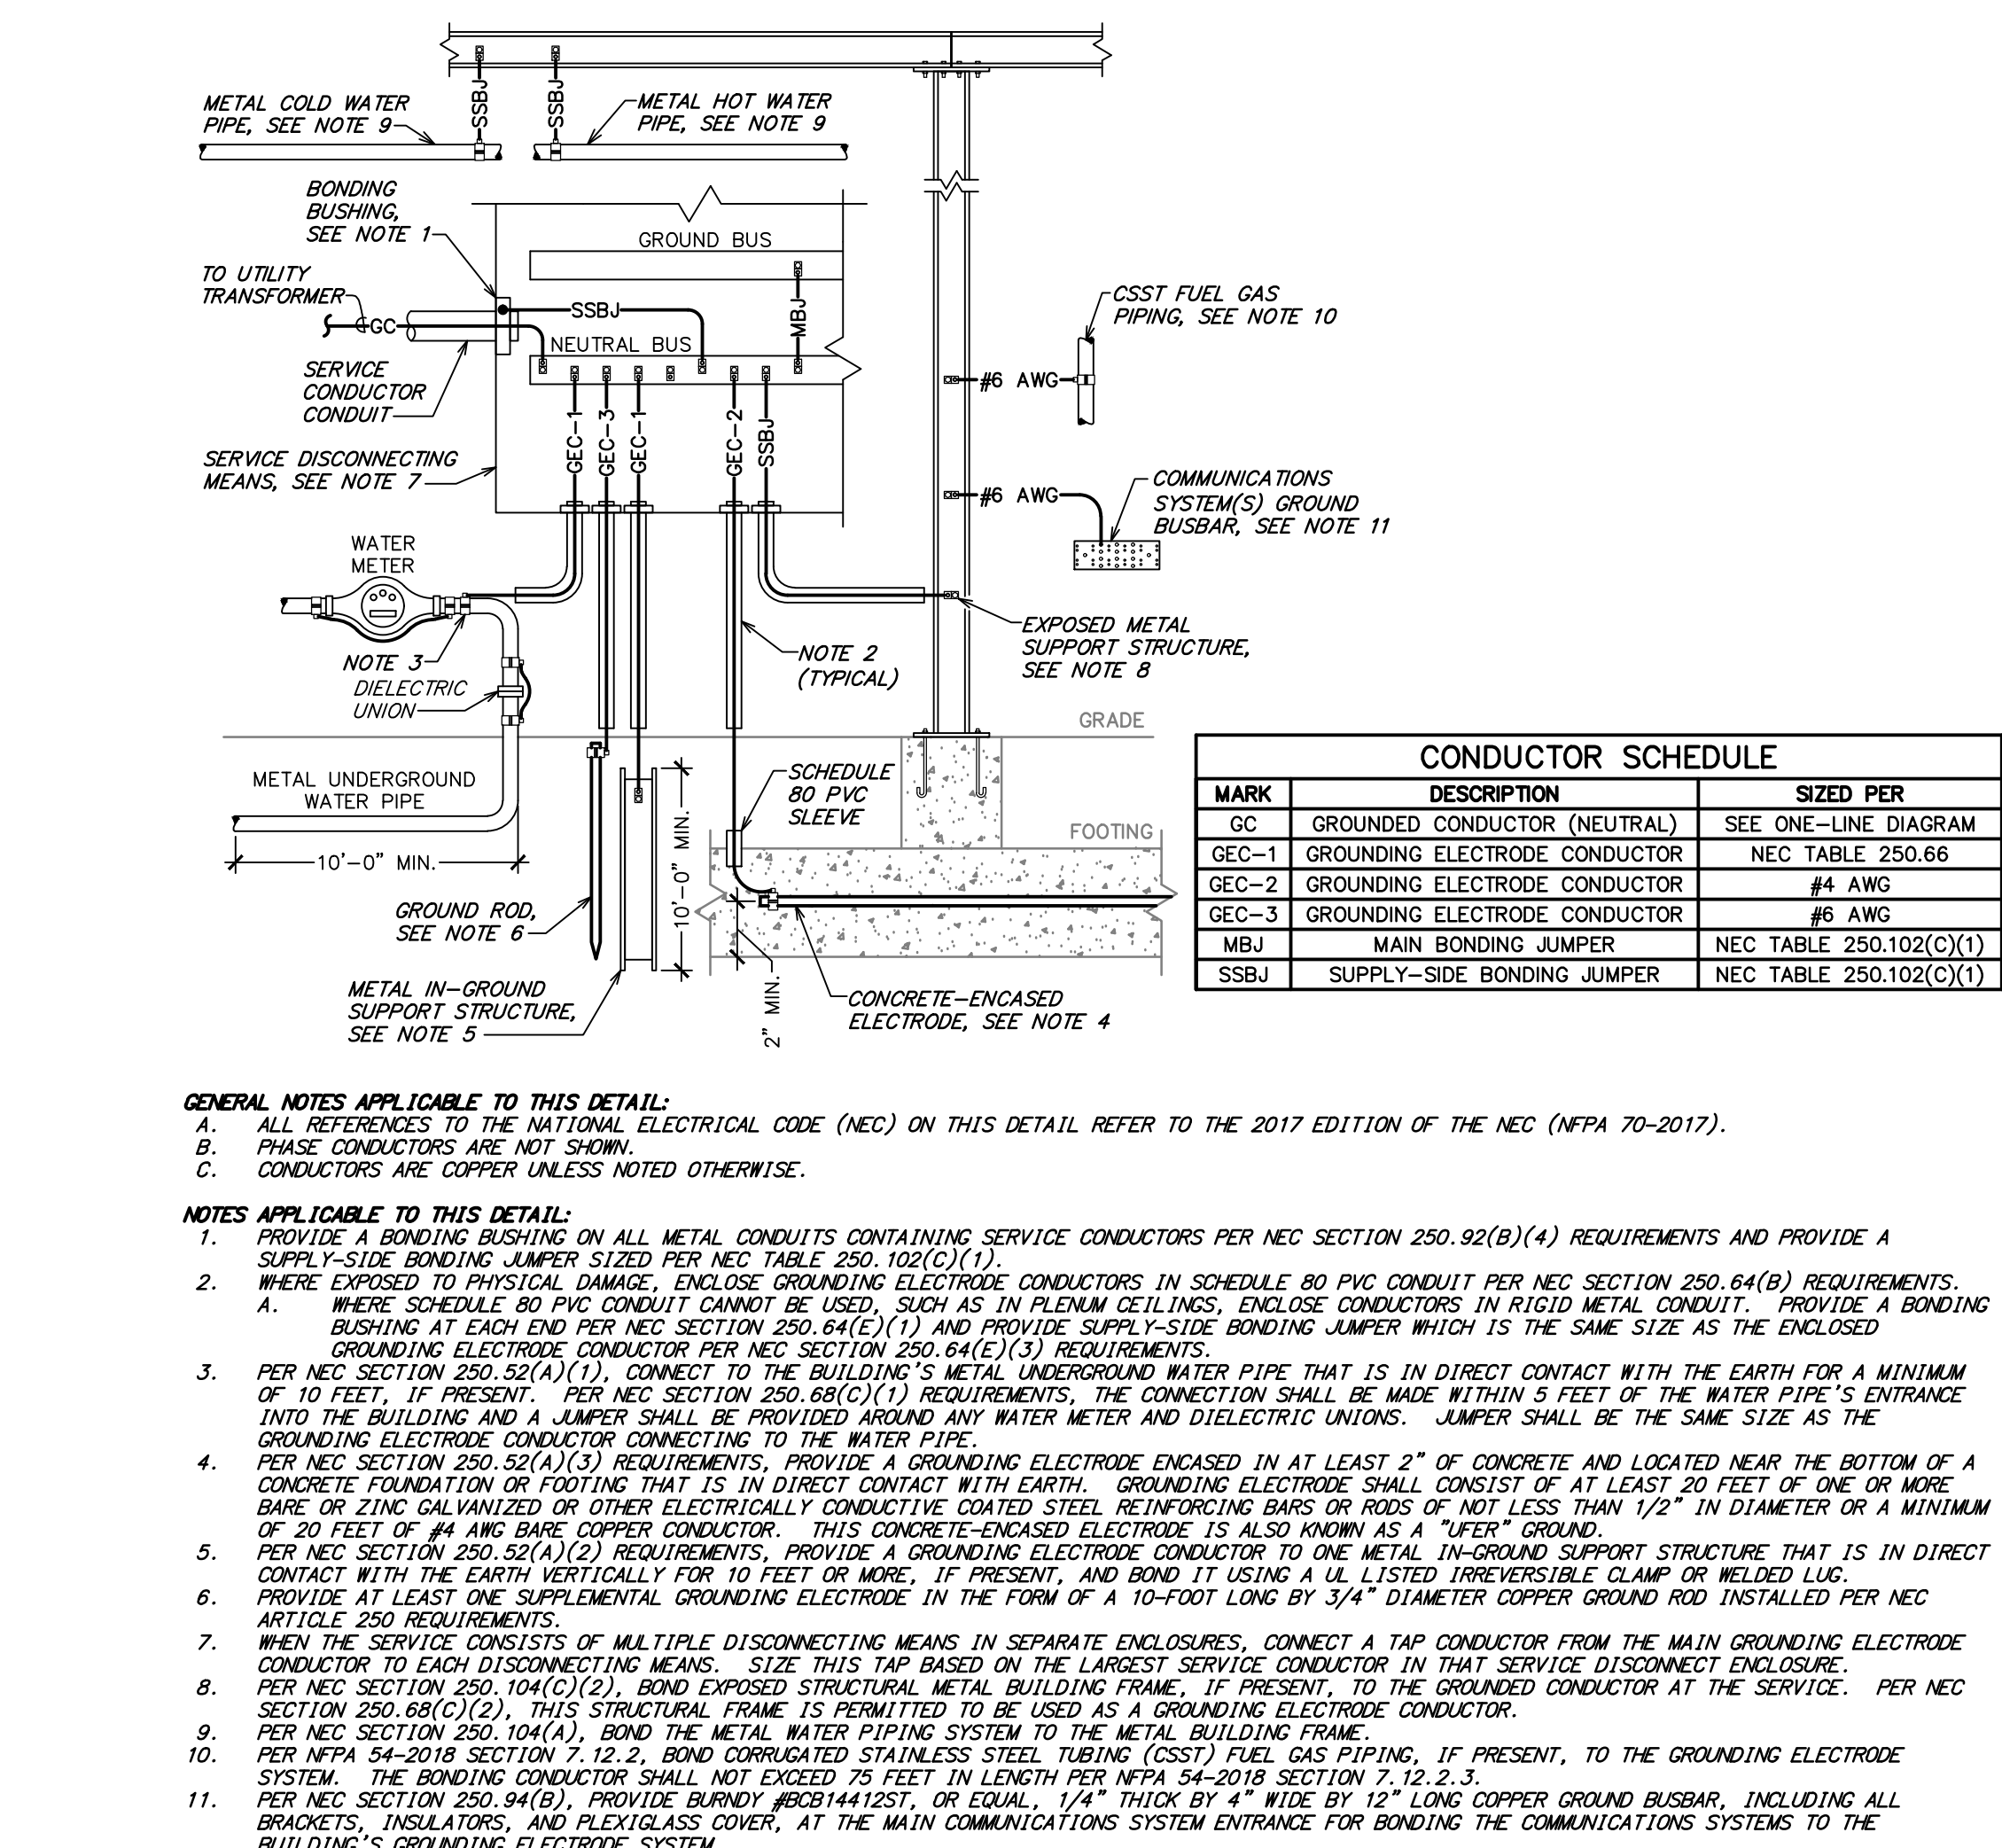 METAL COLD WATER
PIPE, SEE NOTE 9
SSBJ
SSBJ
METAL HOT WATER
PIPE, SEE NOTE 9
BONDING
BUSHING,
SEE NOTE 1
GROUND BUS
TO UTILITY
TRANSFORMER
GC
SSBJ
MBJ
NEUTRAL BUS
SERVICE
CONDUCTOR
CONDUIT
CSST FUEL GAS
PIPING, SEE NOTE 10
#6 AWG
GEC-1
GEC-3
GEC-1
GEC-2
SSBJ
SERVICE DISCONNECTING
MEANS, SEE NOTE 7
#6 AWG
COMMUNICATIONS
SYSTEM(S) GROUND
BUSBAR, SEE NOTE 11
WATER
METER
NOTE 3
DIELECTRIC
UNION
NOTE 2
(TYPICAL)
EXPOSED METAL
SUPPORT STRUCTURE,
SEE NOTE 8
GRADE
METAL UNDERGROUND
WATER PIPE
10'-0" MIN.
SCHEDULE
80 PVC
SLEEVE
FOOTING
10'-0" MIN.
GROUND ROD,
SEE NOTE 6
METAL IN-GROUND
SUPPORT STRUCTURE,
SEE NOTE 5
2" MIN.
CONCRETE-ENCASED
ELECTRODE, SEE NOTE 4
CONDUCTOR SCHEDULE
MARK DESCRIPTION SIZED PER
GC GROUNDED CONDUCTOR (NEUTRAL) SEE ONE-LINE DIAGRAM
GEC-1 GROUNDING ELECTRODE CONDUCTOR NEC TABLE 250.66
GEC-2 GROUNDING ELECTRODE CONDUCTOR #4 AWG
GEC-3 GROUNDING ELECTRODE CONDUCTOR #6 AWG
MBJ MAIN BONDING JUMPER NEC TABLE 250.102(C)(1)
SSBJ SUPPLY-SIDE BONDING JUMPER NEC TABLE 250.102(C)(1)
GENERAL NOTES APPLICABLE TO THIS DETAIL:
A. ALL REFERENCES TO THE NATIONAL ELECTRICAL CODE (NEC) ON THIS DETAIL REFER TO THE 2017 EDITION OF THE NEC (NFPA 70-2017).
B. PHASE CONDUCTORS ARE NOT SHOWN.
C. CONDUCTORS ARE COPPER UNLESS NOTED OTHERWISE.
NOTES APPLICABLE TO THIS DETAIL:
1. PROVIDE A BONDING BUSHING ON ALL METAL CONDUITS CONTAINING SERVICE CONDUCTORS PER NEC SECTION 250.92(B)(4) REQUIREMENTS AND PROVIDE A
SUPPLY-SIDE BONDING JUMPER SIZED PER NEC TABLE 250.102(C)(1).
2. WHERE EXPOSED TO PHYSICAL DAMAGE, ENCLOSE GROUNDING ELECTRODE CONDUCTORS IN SCHEDULE 80 PVC CONDUIT PER NEC SECTION 250.64(B) REQUIREMENTS.
A. WHERE SCHEDULE 80 PVC CONDUIT CANNOT BE USED, SUCH AS IN PLENUM CEILINGS, ENCLOSE CONDUCTORS IN RIGID METAL CONDUIT. PROVIDE A BONDING
BUSHING AT EACH END PER NEC SECTION 250.64(E)(1) AND PROVIDE SUPPLY-SIDE BONDING JUMPER WHICH IS THE SAME SIZE AS THE ENCLOSED
GROUNDING ELECTRODE CONDUCTOR PER NEC SECTION 250.64(E)(3) REQUIREMENTS.
3. PER NEC SECTION 250.52(A)(1), CONNECT TO THE BUILDING'S METAL UNDERGROUND WATER PIPE THAT IS IN DIRECT CONTACT WITH THE EARTH FOR A MINIMUM
OF 10 FEET, IF PRESENT. PER NEC SECTION 250.68(C)(1) REQUIREMENTS, THE CONNECTION SHALL BE MADE WITHIN 5 FEET OF THE WATER PIPE'S ENTRANCE
INTO THE BUILDING AND A JUMPER SHALL BE PROVIDED AROUND ANY WATER METER AND DIELECTRIC UNIONS. JUMPER SHALL BE THE SAME SIZE AS THE
GROUNDING ELECTRODE CONDUCTOR CONNECTING TO THE WATER PIPE.
4. PER NEC SECTION 250.52(A)(3) REQUIREMENTS, PROVIDE A GROUNDING ELECTRODE ENCASED IN AT LEAST 2" OF CONCRETE AND LOCATED NEAR THE BOTTOM OF A
CONCRETE FOUNDATION OR FOOTING THAT IS IN DIRECT CONTACT WITH EARTH. GROUNDING ELECTRODE SHALL CONSIST OF AT LEAST 20 FEET OF ONE OR MORE
BARE OR ZINC GALVANIZED OR OTHER ELECTRICALLY CONDUCTIVE COATED STEEL REINFORCING BARS OR RODS OF NOT LESS THAN 1/2" IN DIAMETER OR A MINIMUM
OF 20 FEET OF #4 AWG BARE COPPER CONDUCTOR. THIS CONCRETE-ENCASED ELECTRODE IS ALSO KNOWN AS A "UFER" GROUND.
5. PER NEC SECTION 250.52(A)(2) REQUIREMENTS, PROVIDE A GROUNDING ELECTRODE CONDUCTOR TO ONE METAL IN-GROUND SUPPORT STRUCTURE THAT IS IN DIRECT
CONTACT WITH THE EARTH VERTICALLY FOR 10 FEET OR MORE, IF PRESENT, AND BOND IT USING A UL LISTED IRREVERSIBLE CLAMP OR WELDED LUG.
6. PROVIDE AT LEAST ONE SUPPLEMENTAL GROUNDING ELECTRODE IN THE FORM OF A 10-FOOT LONG BY 3/4" DIAMETER COPPER GROUND ROD INSTALLED PER NEC
ARTICLE 250 REQUIREMENTS.
7. WHEN THE SERVICE CONSISTS OF MULTIPLE DISCONNECTING MEANS IN SEPARATE ENCLOSURES, CONNECT A TAP CONDUCTOR FROM THE MAIN GROUNDING ELECTRODE
CONDUCTOR TO EACH DISCONNECTING MEANS. SIZE THIS TAP BASED ON THE LARGEST SERVICE CONDUCTOR IN THAT SERVICE DISCONNECT ENCLOSURE.
8. PER NEC SECTION 250.104(C)(2), BOND EXPOSED STRUCTURAL METAL BUILDING FRAME, IF PRESENT, TO THE GROUNDED CONDUCTOR AT THE SERVICE. PER NEC
SECTION 250.68(C)(2), THIS STRUCTURAL FRAME IS PERMITTED TO BE USED AS A GROUNDING ELECTRODE CONDUCTOR.
9. PER NEC SECTION 250.104(A), BOND THE METAL WATER PIPING SYSTEM TO THE METAL BUILDING FRAME.
10. PER NFPA 54-2018 SECTION 7.12.2, BOND CORRUGATED STAINLESS STEEL TUBING (CSST) FUEL GAS PIPING, IF PRESENT, TO THE GROUNDING ELECTRODE
SYSTEM. THE BONDING CONDUCTOR SHALL NOT EXCEED 75 FEET IN LENGTH PER NFPA 54-2018 SECTION 7.12.2.3.
11. PER NEC SECTION 250.94(B), PROVIDE BURNDY #BCB14412ST, OR EQUAL, 1/4" THICK BY 4" WIDE BY 12" LONG COPPER GROUND BUSBAR, INCLUDING ALL
BRACKETS, INSULATORS, AND PLEXIGLASS COVER, AT THE MAIN COMMUNICATIONS SYSTEM ENTRANCE FOR BONDING THE COMMUNICATIONS SYSTEMS TO THE
BUILDING'S GROUNDING ELECTRODE SYSTEM.